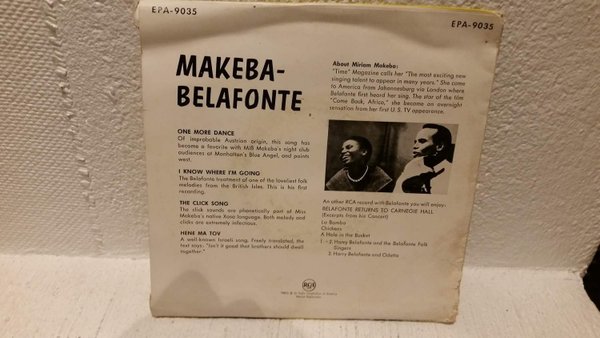 EPA-9035
EPA-9035
MAKEBA-
BELAFONTE
ONE MORE DANCE
Of improbable Austrian origin, this song has
become a favorite with Miß Makeba's night club
audiences at Manhattan's Blue Angel, and points
west.
I KNOW WHERE I'M GOING
The Belafonte treatment of one of the loveliest folk
melodies from the British Isles. This is his first
recording.
THE CLICK SONG
The click sounds are phonetically part of Miss
Makeba's native Xosa language. Both melody and
clicks are extremely infectious.
HENE MA TOV
A well-known Israeli song. Freely translated, the
text says: "Isn't it good that brothers should dwell
together."
About Miriam Makeba:
"Time" Magazine calls her "The most exciting new
singing talent to appear in many years." She came
to America from Johannesburg via London where
Belafonte first heard her sing. The star of the film
"Come Back, Africa," she became an overnight
sensation from her first U. S. TV appearance.
An other RCA record with Belafonte you will enjoy:
BELAFONTE RETURNS TO CARNEGIE HALL
(Excerpts from his Concert)
La Bamba
Chickens
A Hole in the Bucket
1-2. Harry Belafonte and the Belafonte Folk
Singers
3. Harry Belafonte and Odetta
RCA